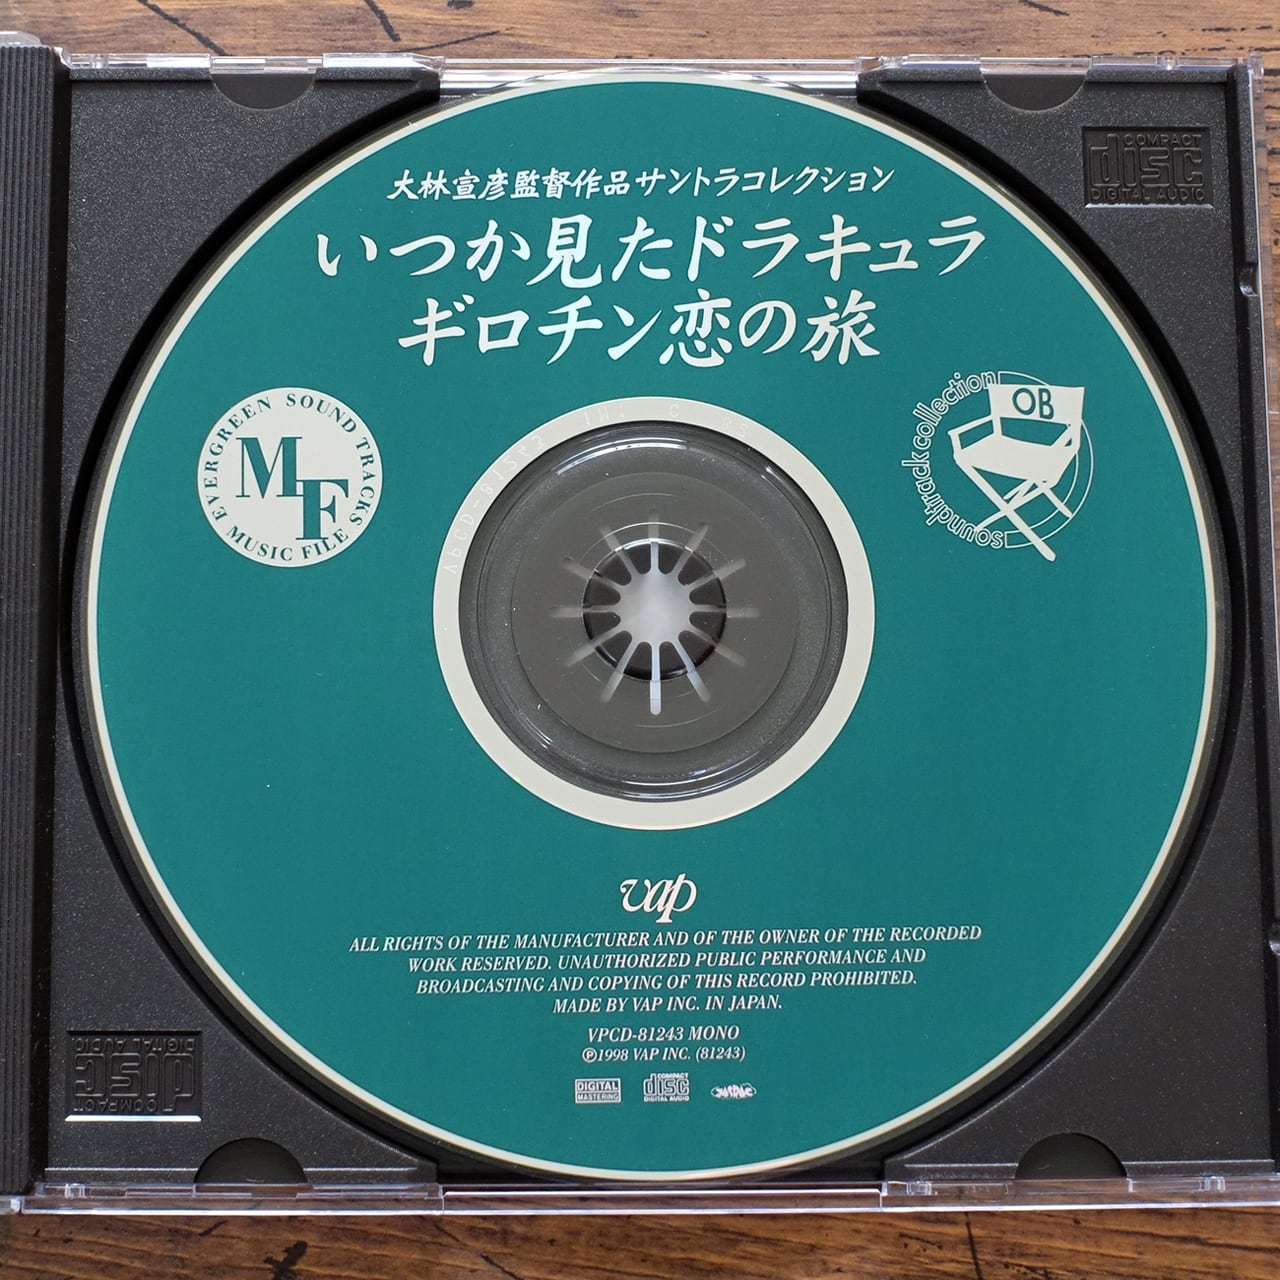 COMPACT
disc
DIGITAL AUDIO
大林宣彦監督作品サントラコレクション
いつか見たドラキュラ
ギロチン恋の旅
EVERGREEN SOUND TRACKS
MF
MUSIC FILE
soundtrack collection
OB
vap
ALL RIGHTS OF THE MANUFACTURER AND OF THE OWNER OF THE RECORDED
WORK RESERVED. UNAUTHORIZED PUBLIC PERFORMANCE AND
BROADCASTING AND COPYING OF THIS RECORD PROHIBITED.
MADE BY VAP INC. IN JAPAN.
VPCD-81243 MONO
Ⓟ1998 VAP INC. (81243)
DIGITAL
MASTERING
COMPACT
disc
DIGITAL AUDIO
JASRAC
COMPACT
disc
DIGITAL AUDIO